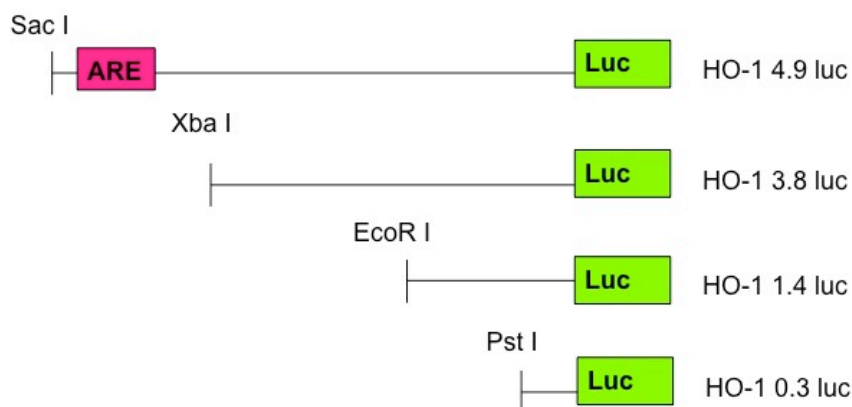 Sac I
ARE Luc HO-1 4.9 luc
Xba I
Luc HO-1 3.8 luc
EcoR I
Luc HO-1 1.4 luc
Pst I
Luc HO-1 0.3 luc